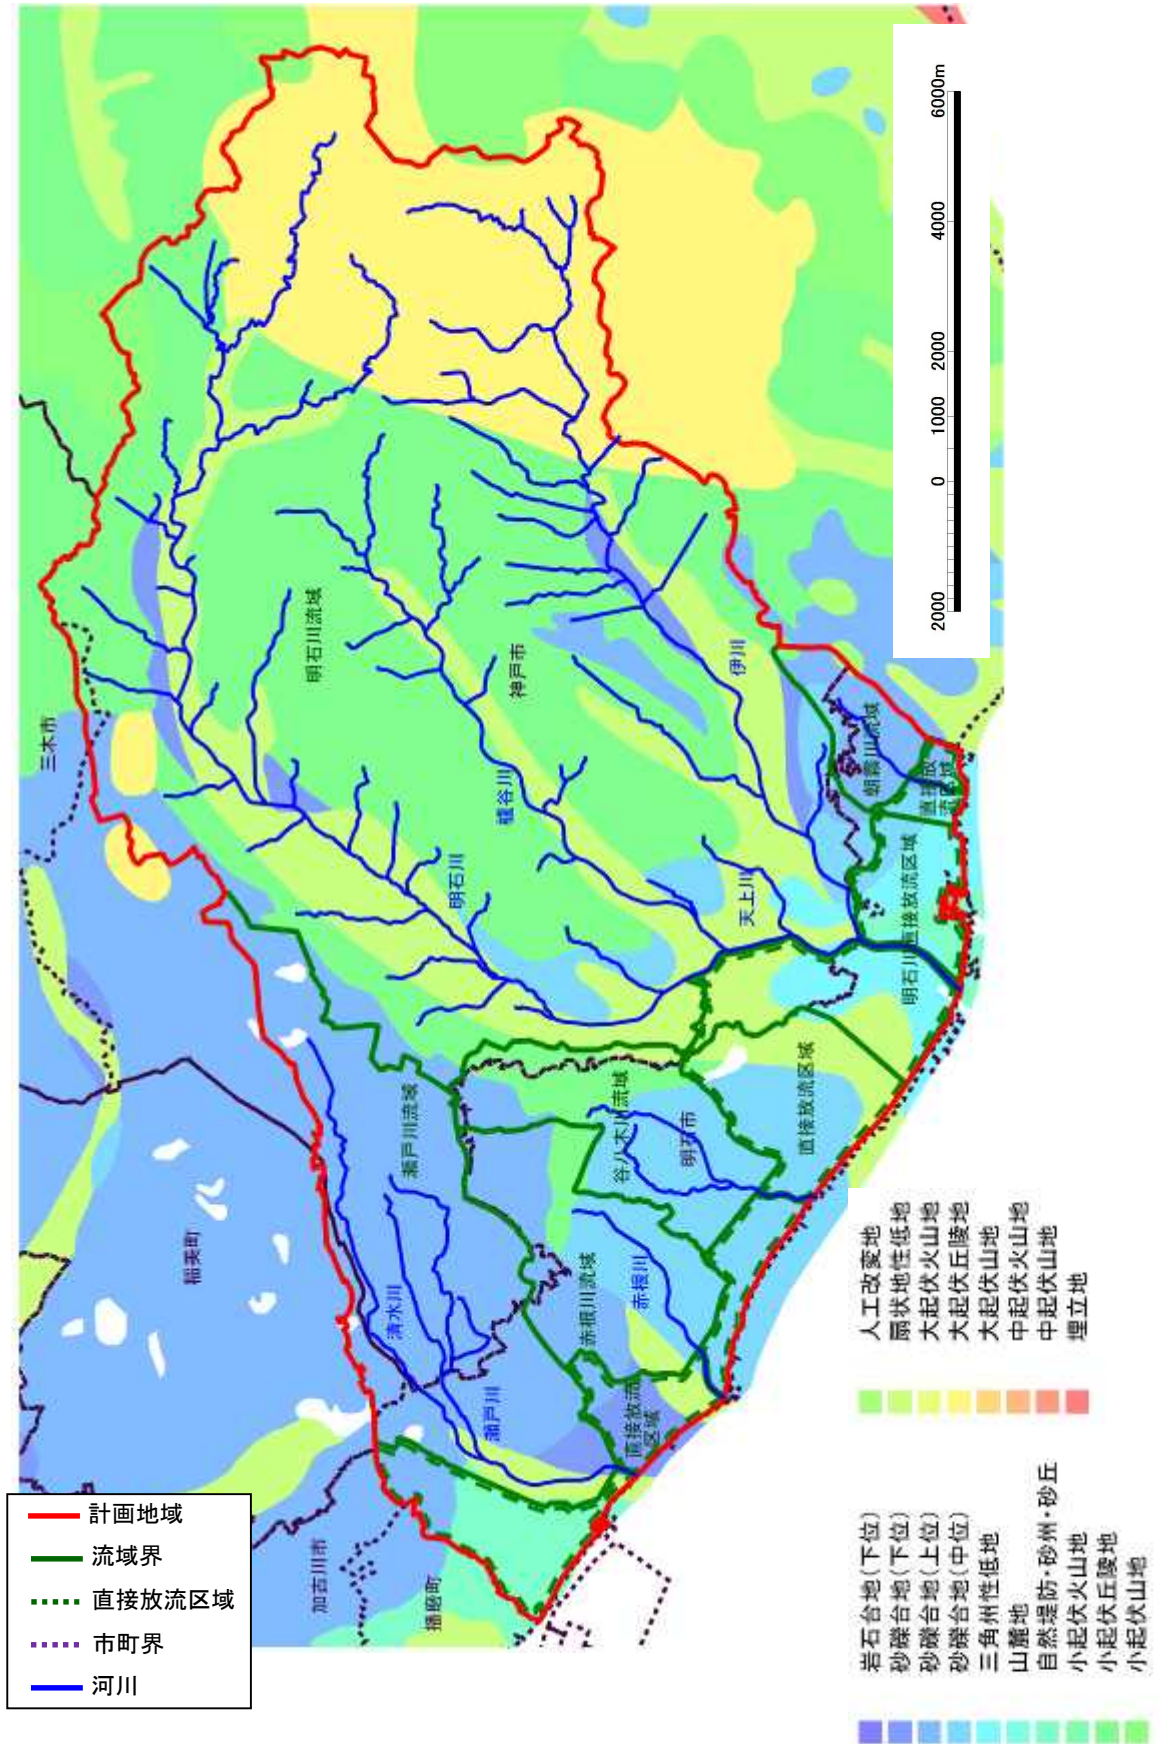 三木市
明石川流域
神戸市
伊川
櫨谷川
明石川
天上川
朝霧川流域
直接放
流区域
明石川直接放流区域
直接放流区域
瀬戸川流域
谷八木川流域
明石市
稲美町
清水川
赤根川流域
赤根川
瀬戸川
直接放流
区域
加古川市
播磨町
2000
0
1000
2000
4000
6000m
計画地域
流域界
直接放流区域
市町界
河川
岩石台地(下位)
砂礫台地(下位)
砂礫台地(上位)
砂礫台地(中位)
三角州性低地
山麓地
自然堤防・砂州・砂丘
小起伏火山地
小起伏丘陵地
小起伏山地
人工改変地
扇状地性低地
大起伏火山地
大起伏丘陵地
大起伏山地
中起伏火山地
中起伏山地
埋立地